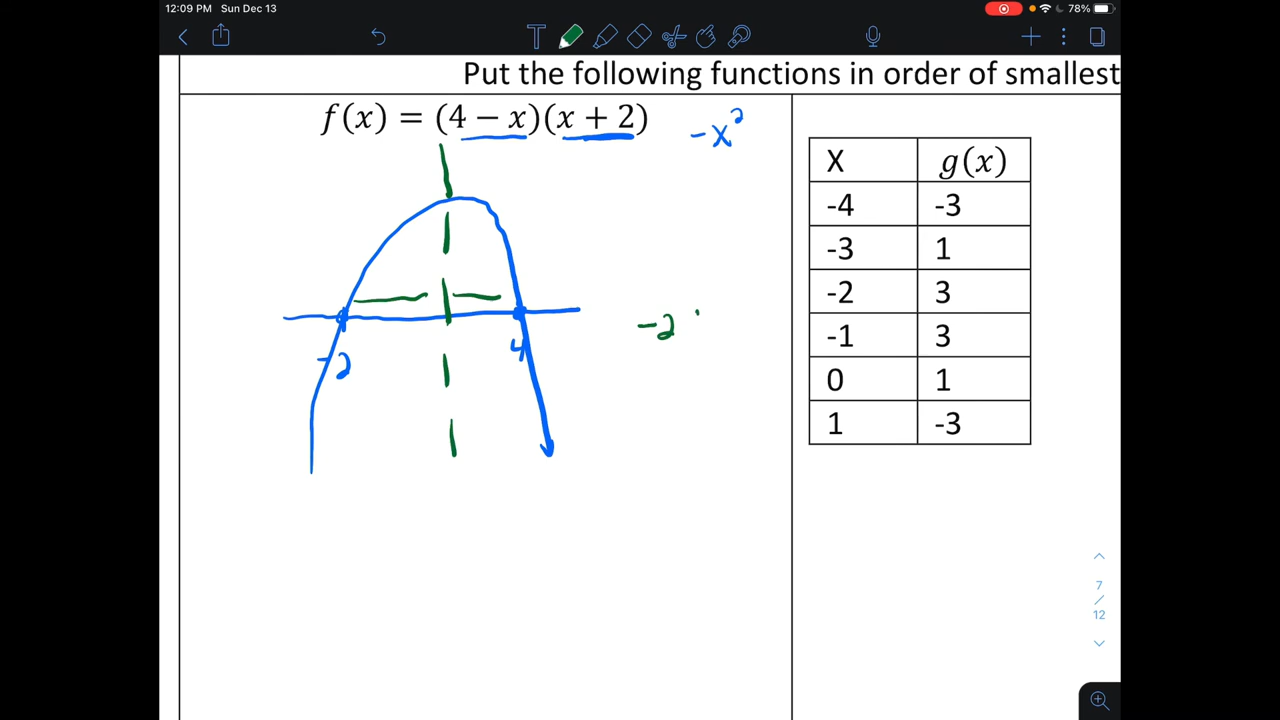 12:09 PM Sun Dec 13
78%
T
Put the following functions in order of smallest
f(x) = (4 − x)(x + 2)
-x²
-2
4
-2
X g(x)
-4 -3
-3 1
-2 3
-1 3
0 1
1 -3
7
/
12